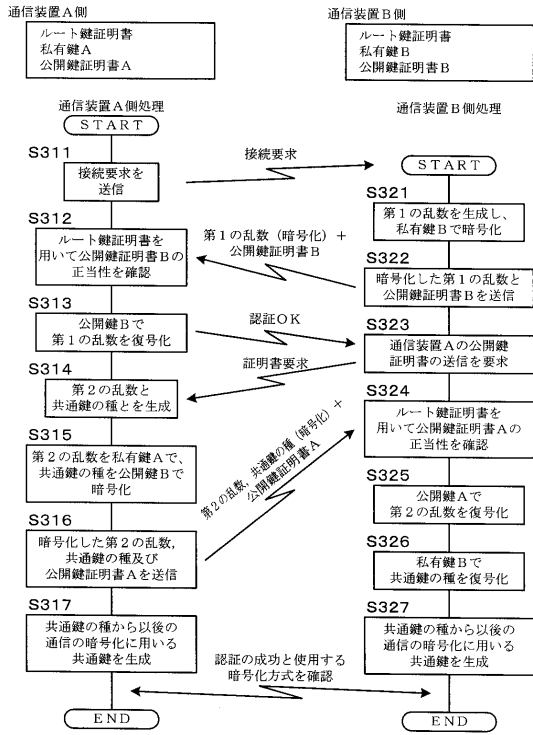 通信装置A側
ルート鍵証明書
私有鍵A
公開鍵証明書A
通信装置B側
ルート鍵証明書
私有鍵B
公開鍵証明書B
通信装置A側処理
START
S311
接続要求を
送信
S312
ルート鍵証明書を
用いて公開鍵証明書Bの
正当性を確認
S313
公開鍵Bで
第1の乱数を復号化
S314
第2の乱数と
共通鍵の種とを生成
S315
第2の乱数を私有鍵Aで、
共通鍵の種を公開鍵Bで
暗号化
S316
暗号化した第2の乱数,
共通鍵の種及び
公開鍵証明書Aを送信
S317
共通鍵の種から以後の
通信の暗号化に用いる
共通鍵を生成
END
接続要求
第1の乱数(暗号化)+
公開鍵証明書B
認証OK
証明書要求
第2の乱数, 共通鍵の種(暗号化)+
公開鍵証明書A
認証の成功と使用する
暗号化方式を確認
通信装置B側処理
START
S321
第1の乱数を生成し、
私有鍵Bで暗号化
S322
暗号化した第1の乱数と
公開鍵証明書Bを送信
S323
通信装置Aの公開鍵
証明書の送信を要求
S324
ルート鍵証明書を
用いて公開鍵証明書Aの
正当性を確認
S325
公開鍵Aで
第2の乱数を復号化
S326
私有鍵Bで
共通鍵の種を復号化
S327
共通鍵の種から以後の
通信の暗号化に用いる
共通鍵を生成
END